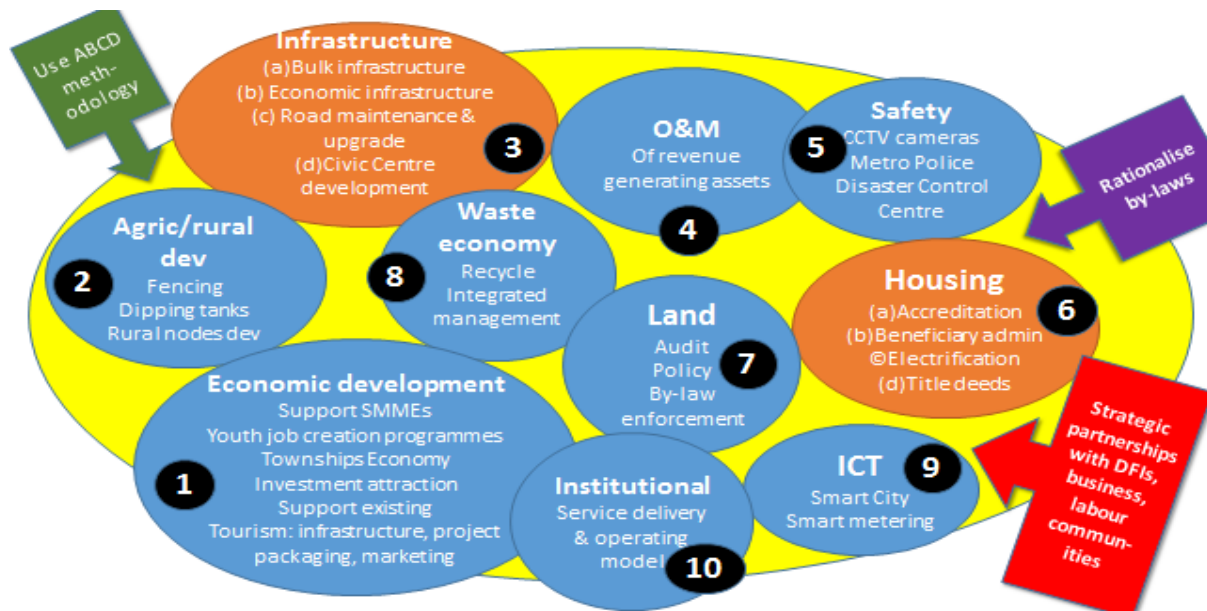 Use ABCD
meth-
odology
Infrastructure
(a)Bulk infrastructure
(b) Economic infrastructure
(c) Road maintenance &
upgrade
(d)Civic Centre
development
3
O&M
Of revenue
generating assets
4
Safety
CCTV cameras
Metro Police
Disaster Control
Centre
5
Rationalise
by-laws
Agric/rural
dev
Fencing
Dipping tanks
Rural nodes dev
2
Waste
economy
Recycle
Integrated
management
8
Land
Audit
Policy
By-law
enforcement
7
Housing
(a)Accreditation
(b)Beneficiary admin
©Electrification
(d)Title deeds
6
Economic development
Support SMMEs
Youth job creation programmes
Townships Economy
Investment attraction
Support existing
Tourism: infrastructure, project
packaging, marketing
1
Institutional
Service delivery
& operating
model
10
ICT
Smart City
Smart metering
9
Strategic
partnerships
with DFIs,
business,
labour
commun-
ities